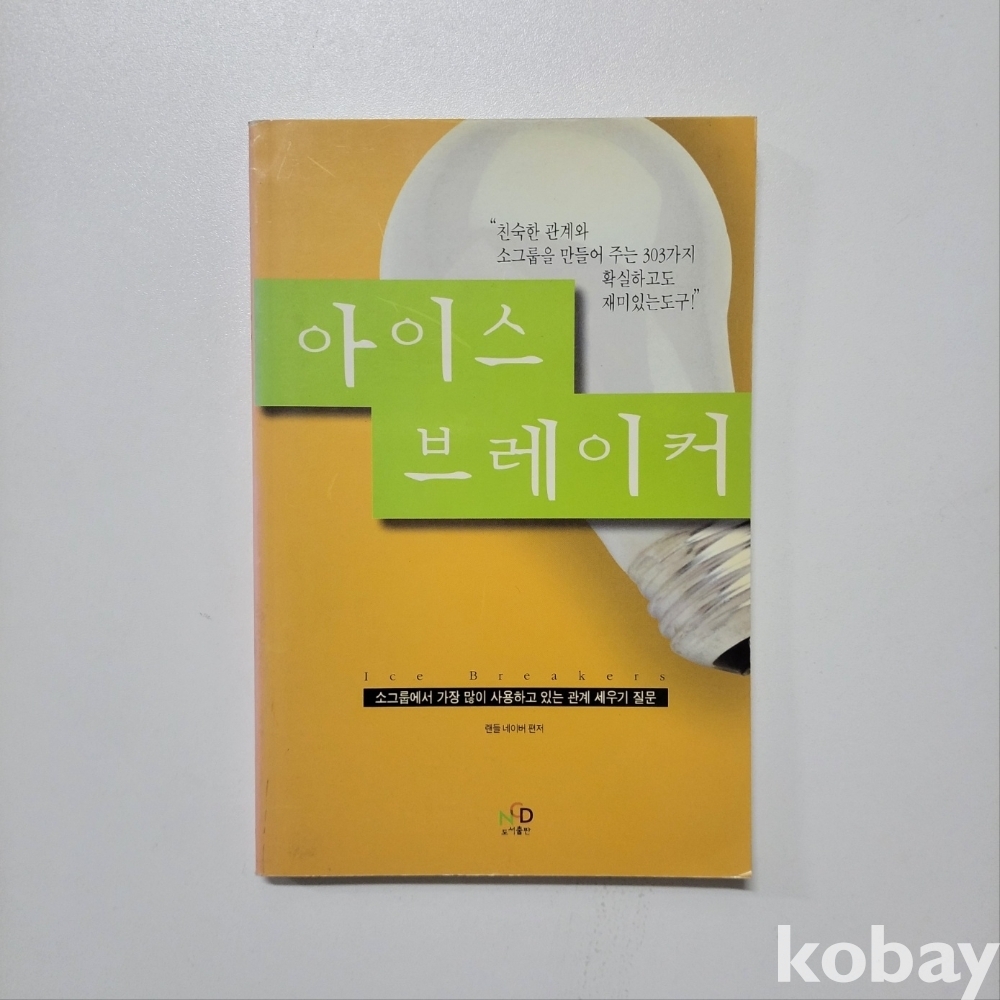 “친숙한 관계와
소그룹을 만들어 주는 303가지
확실하고도
재미있는도구!”
아이스
브레이커
Ice Breakers
소그룹에서 가장 많이 사용하고 있는 관계 세우기 질문
랜들 네이버 편저
NCD
도서출판
kobay